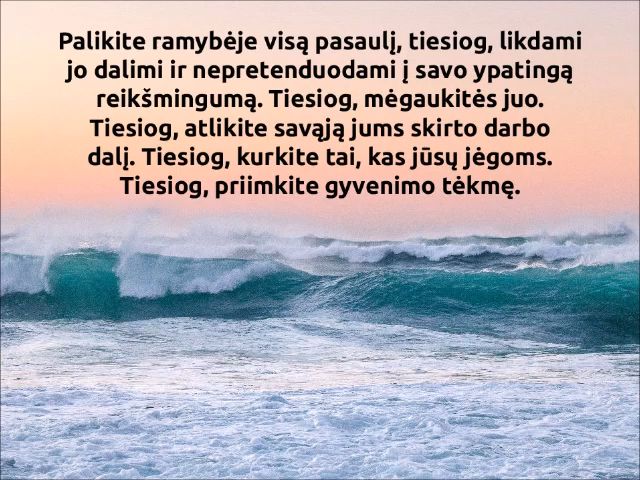 Palikite ramybėje visą pasaulį, tiesiog, likdami
jo dalimi ir nepretenduodami į savo ypatingą
reikšmingumą. Tiesiog, mėgaukitės juo.
Tiesiog, atlikite savąją jums skirto darbo
dalį. Tiesiog, kurkite tai, kas jūsų jėgoms.
Tiesiog, priimkite gyvenimo tėkmę.